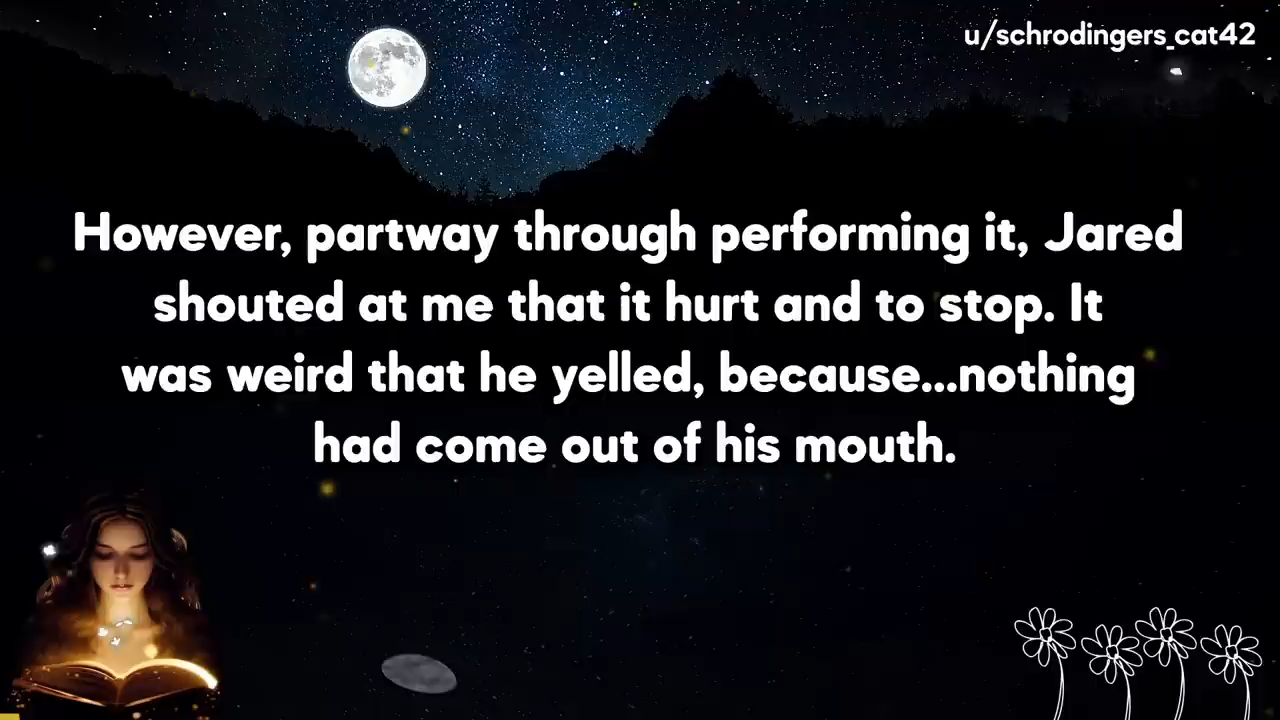 u/schrodingers_cat42
However, partway through performing it, Jared
shouted at me that it hurt and to stop. It
was weird that he yelled, because...nothing
had come out of his mouth.